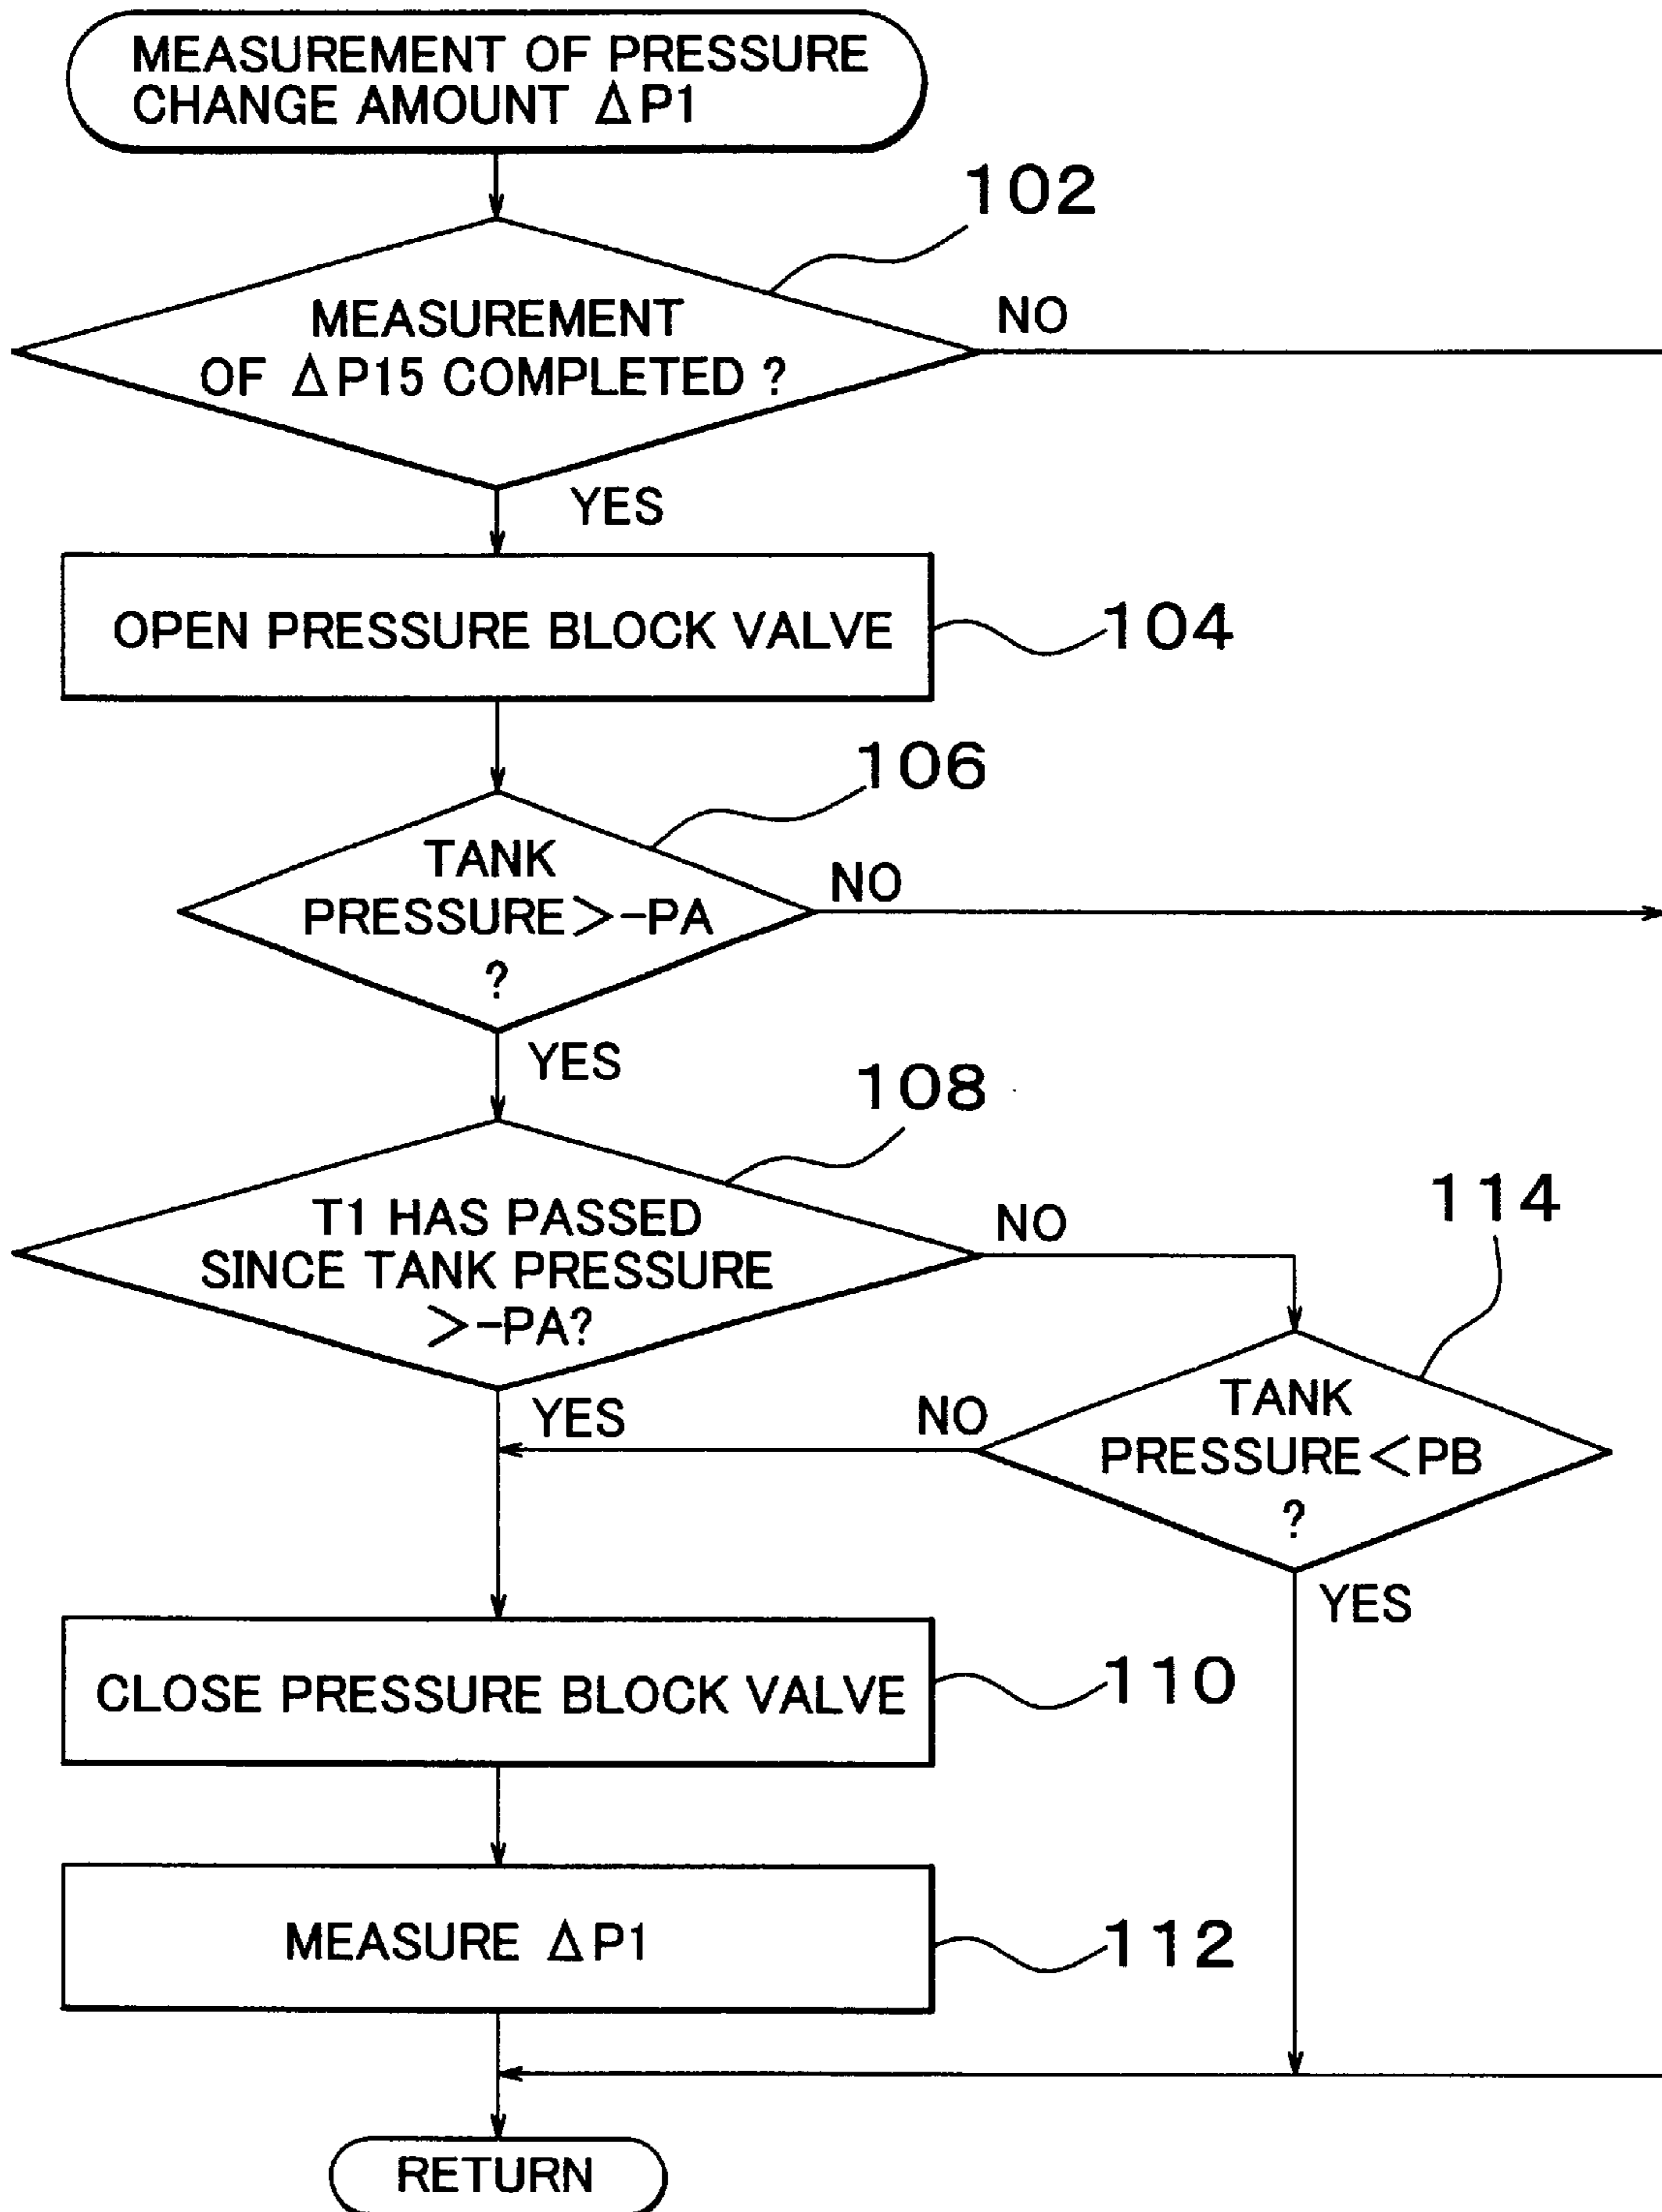 MEASUREMENT OF PRESSURE
CHANGE AMOUNT ΔP1
102
MEASUREMENT
OF ΔP15 COMPLETED ?
NO
YES
OPEN PRESSURE BLOCK VALVE
104
106
TANK
PRESSURE>-PA
?
NO
YES
108
T1 HAS PASSED
SINCE TANK PRESSURE
>-PA?
NO
114
YES
NO
TANK
PRESSURE<PB
?
YES
CLOSE PRESSURE BLOCK VALVE
110
MEASURE ΔP1
112
RETURN